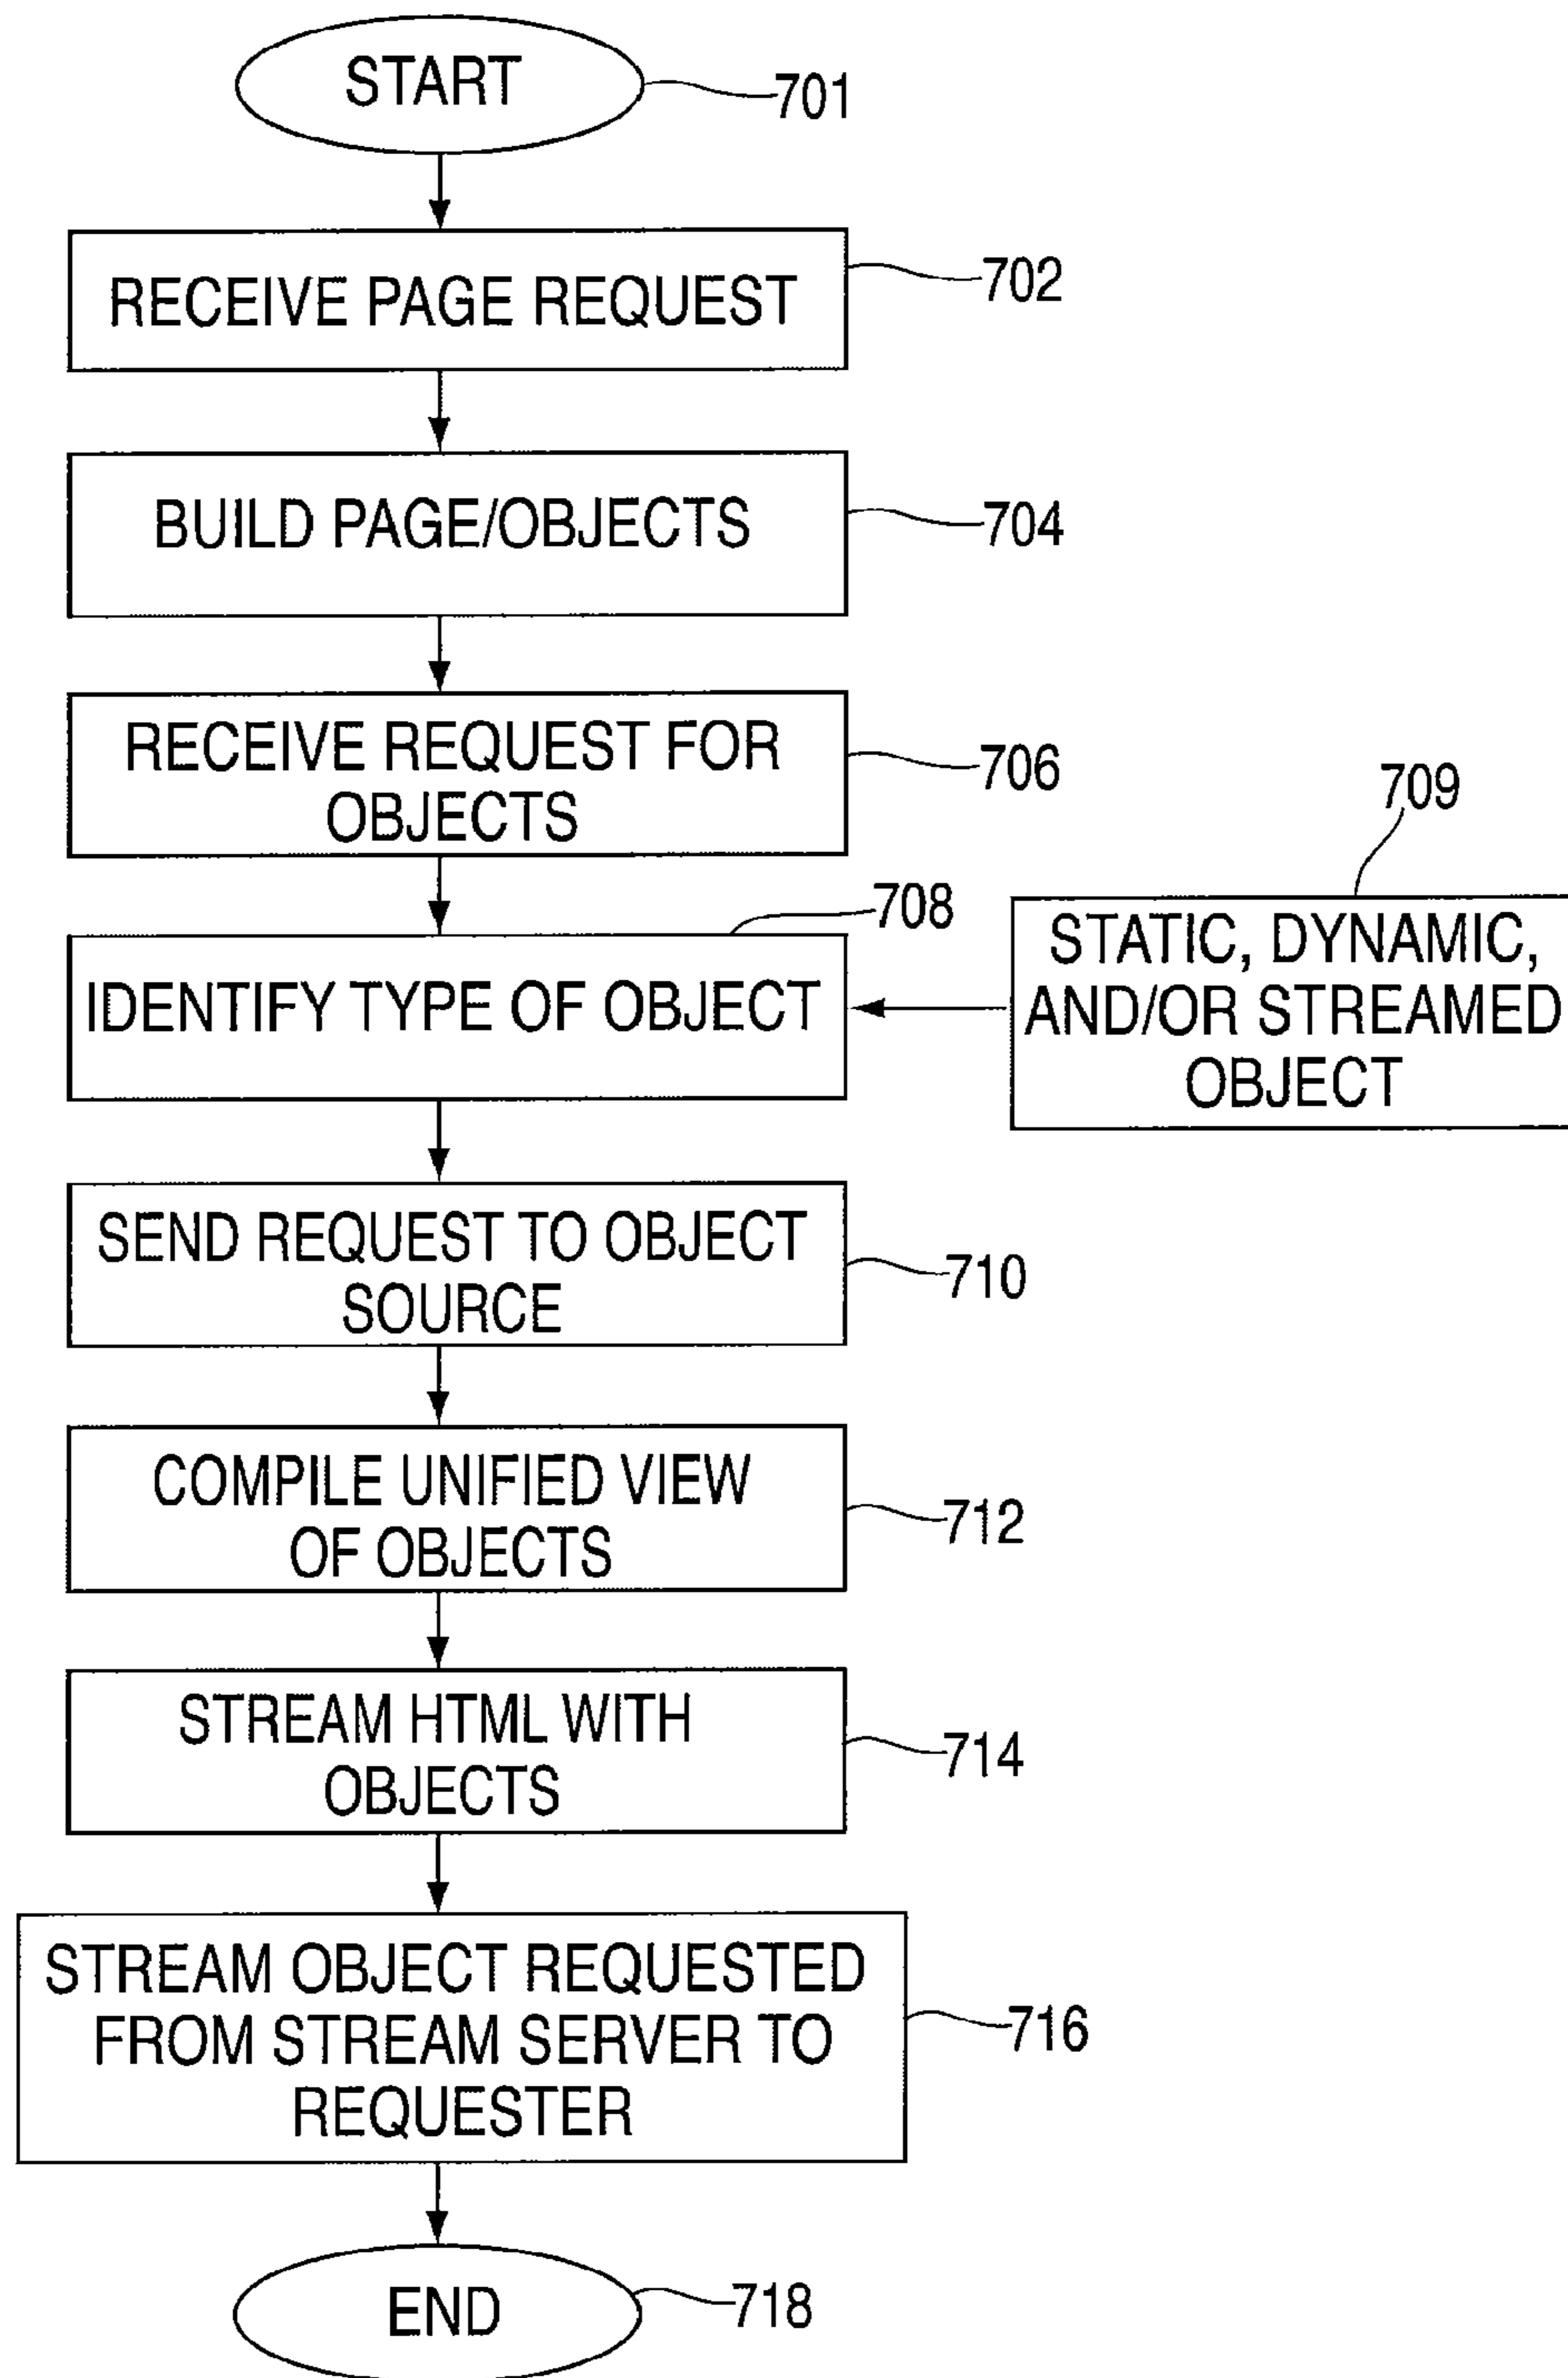 START
701
RECEIVE PAGE REQUEST
702
BUILD PAGE/OBJECTS
704
RECEIVE REQUEST FOR
OBJECTS
706
709
708
IDENTIFY TYPE OF OBJECT
STATIC, DYNAMIC,
AND/OR STREAMED
OBJECT
SEND REQUEST TO OBJECT
SOURCE
710
COMPILE UNIFIED VIEW
OF OBJECTS
712
STREAM HTML WITH
OBJECTS
714
STREAM OBJECT REQUESTED
FROM STREAM SERVER TO
REQUESTER
716
END
718